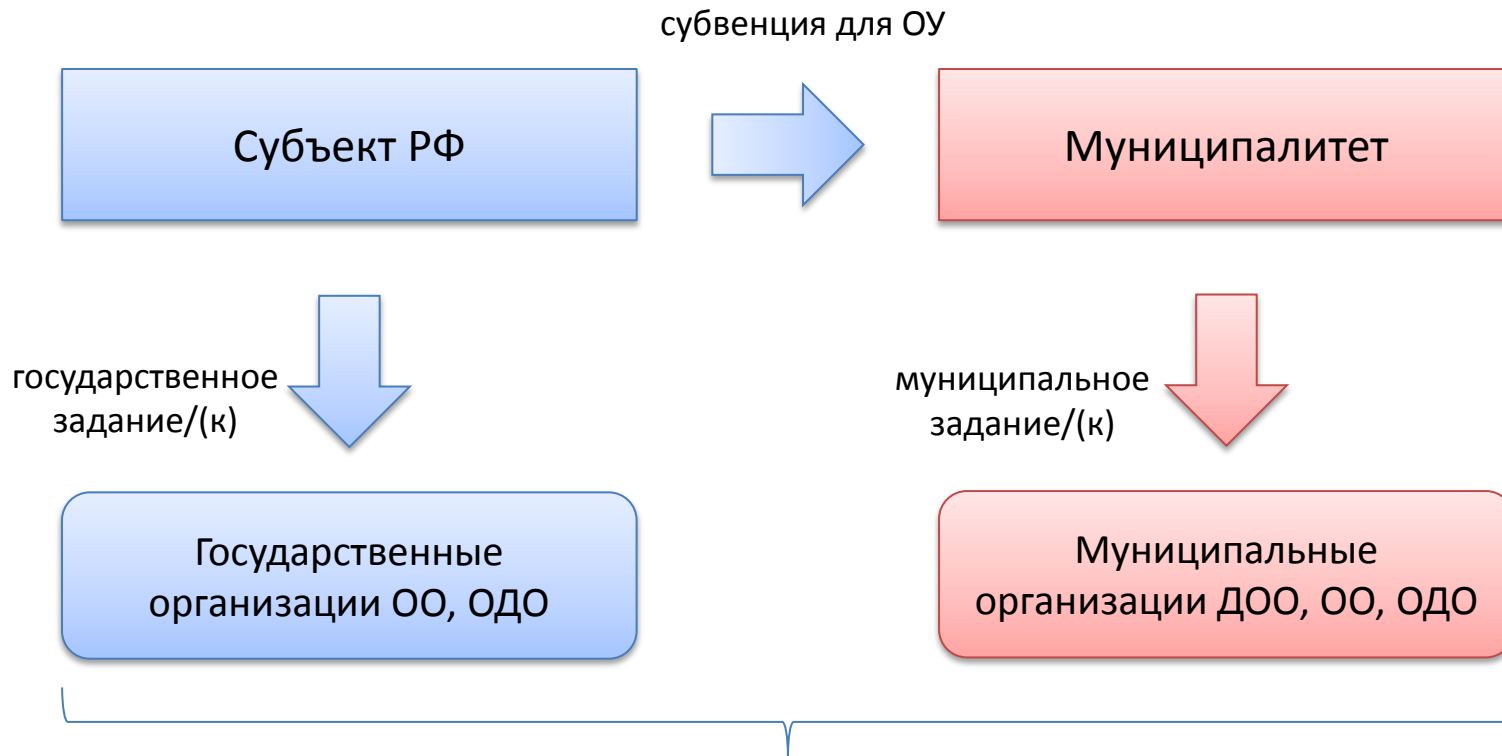 субвенция для ОУ
Субъект РФ
Муниципалитет
государственное
задание/(к)
муниципальное
задание/(к)
Государственные
организации ОО, ОДО
Муниципальные
организации ДОО, ОО, ОДО